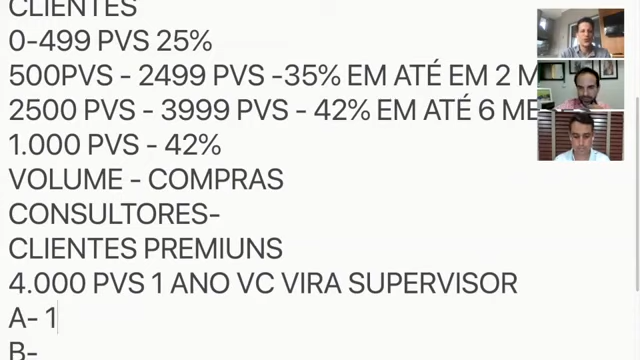 CLIENTES
0-499 PVS 25%
500PVS - 2499 PVS -35% EM ATÉ EM 2 M
2500 PVS - 3999 PVS - 42% EM ATÉ 6 ME
1.000 PVS - 42%
VOLUME - COMPRAS
CONSULTORES-
CLIENTES PREMIUNS
4.000 PVS 1 ANO VC VIRA SUPERVISOR
A- 1
B-